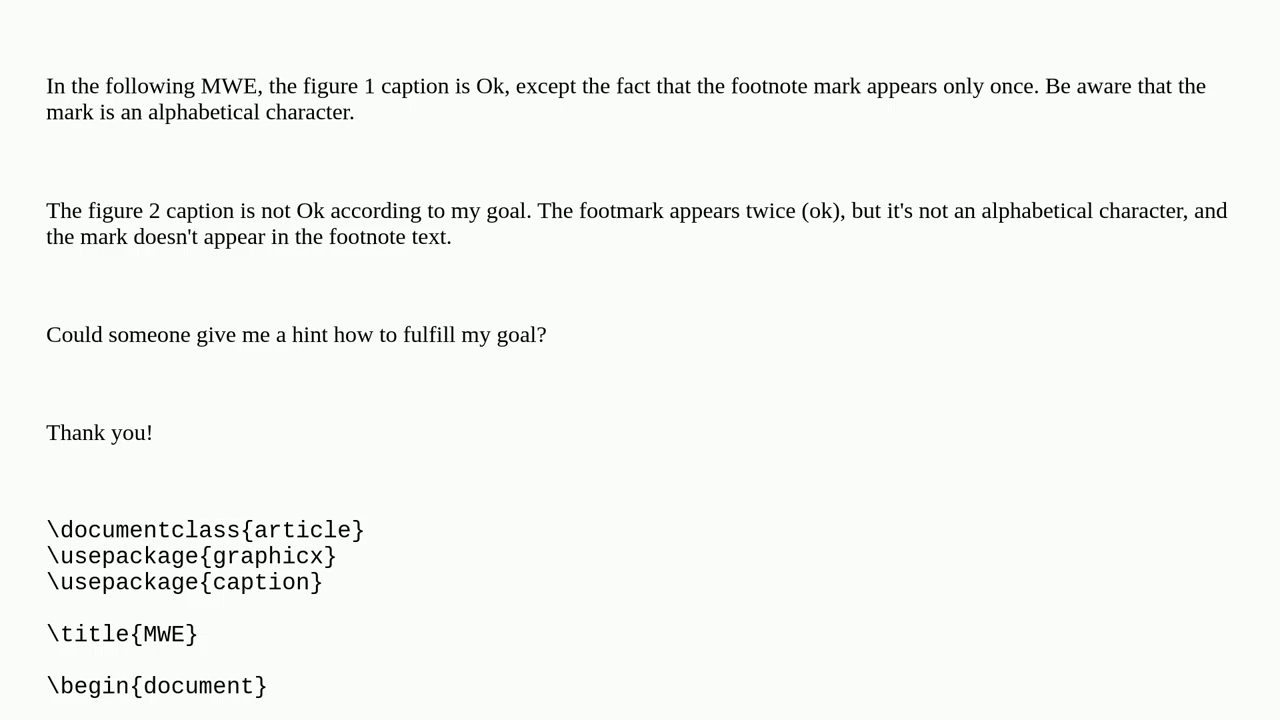 In the following MWE, the figure 1 caption is Ok, except the fact that the footnote mark appears only once. Be aware that the
mark is an alphabetical character.
The figure 2 caption is not Ok according to my goal. The footmark appears twice (ok), but it's not an alphabetical character, and
the mark doesn't appear in the footnote text.
Could someone give me a hint how to fulfill my goal?
Thank you!
\documentclass{article}
\usepackage{graphicx}
\usepackage{caption}
\title{MWE}
\begin{document}